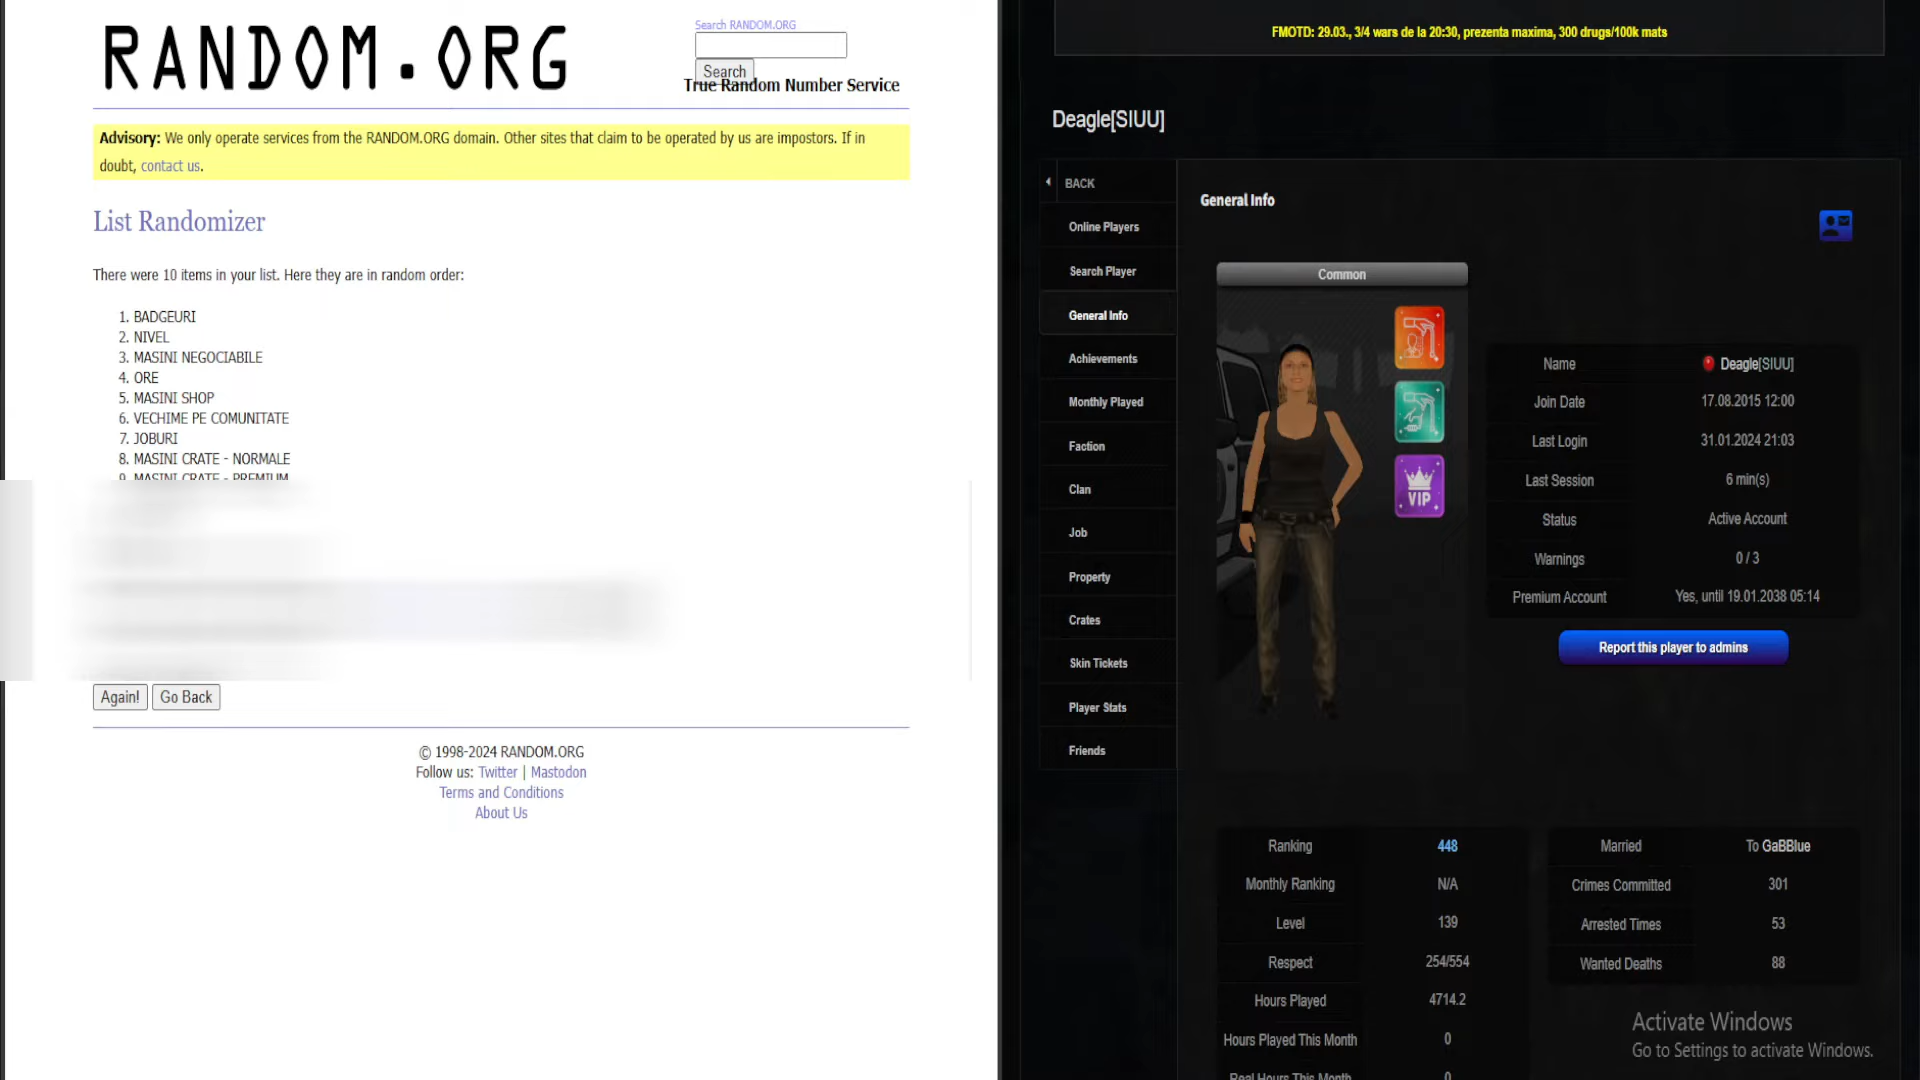 RANDOM.ORG
Search RANDOM.ORG
Search
True Random Number Service
Advisory: We only operate services from the RANDOM.ORG domain. Other sites that claim to be operated by us are impostors. If in
doubt, contact us.
List Randomizer
There were 10 items in your list. Here they are in random order:
1. BADGEURI
2. NIVEL
3. MASINI NEGOCIABILE
4. ORE
5. MASINI SHOP
6. VECHIME PE COMUNITATE
7. JOBURI
8. MASINI CRATE - NORMALE
9. MASINI CRATE - PREMIUM
Again!
Go Back
© 1998-2024 RANDOM.ORG
Follow us: Twitter | Mastodon
Terms and Conditions
About Us
FMOTD: 29.03., 3/4 wars de la 20:30, prezenta maxima, 300 drugs/100k mats
Deagle[SIUU]
BACK
Online Players
Search Player
General Info
Achievements
Monthly Played
Faction
Clan
Job
Property
Crates
Skin Tickets
Player Stats
Friends
General Info
Common
VIP
Name Deagle[SIUU]
Join Date 17.08.2015 12:00
Last Login 31.01.2024 21:03
Last Session 6 min(s)
Status Active Account
Warnings 0 / 3
Premium Account Yes, until 19.01.2038 05:14
Report this player to admins
Ranking 448
Monthly Ranking N/A
Level 139
Respect 254/554
Hours Played 4714.2
Hours Played This Month 0
Real Hours This Month 0
Married To GaBBlue
Crimes Committed 301
Arrested Times 53
Wanted Deaths 88
Activate Windows
Go to Settings to activate Windows.